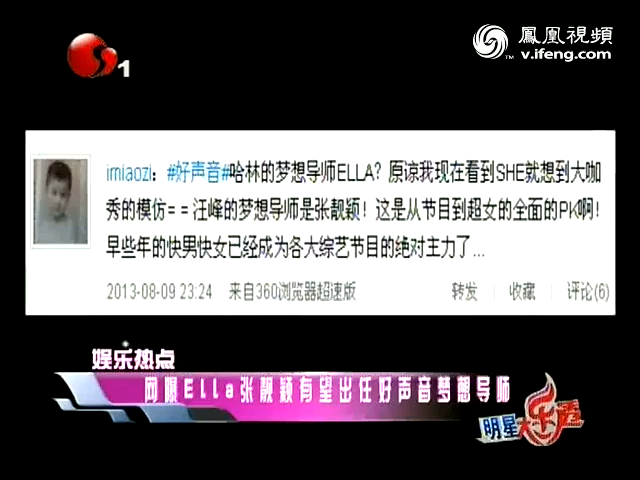 1
鳳凰視頻
TM v.ifeng.com
imiaozi：#好声音#哈林的梦想导师ELLA？原谅我现在看到SHE就想到大咖
秀的模仿= =汪峰的梦想导师是张靓颖！这是从节目到超女的全面的PK啊！
早些年的快男快女已经成为各大综艺节目的绝对主力了...
2013-08-09 23:24 来自360浏览器超速版 转发 收藏 评论(6)
娱乐热点
网曝Ella张靓颖有望出任好声音梦想导师
明星大乐秀